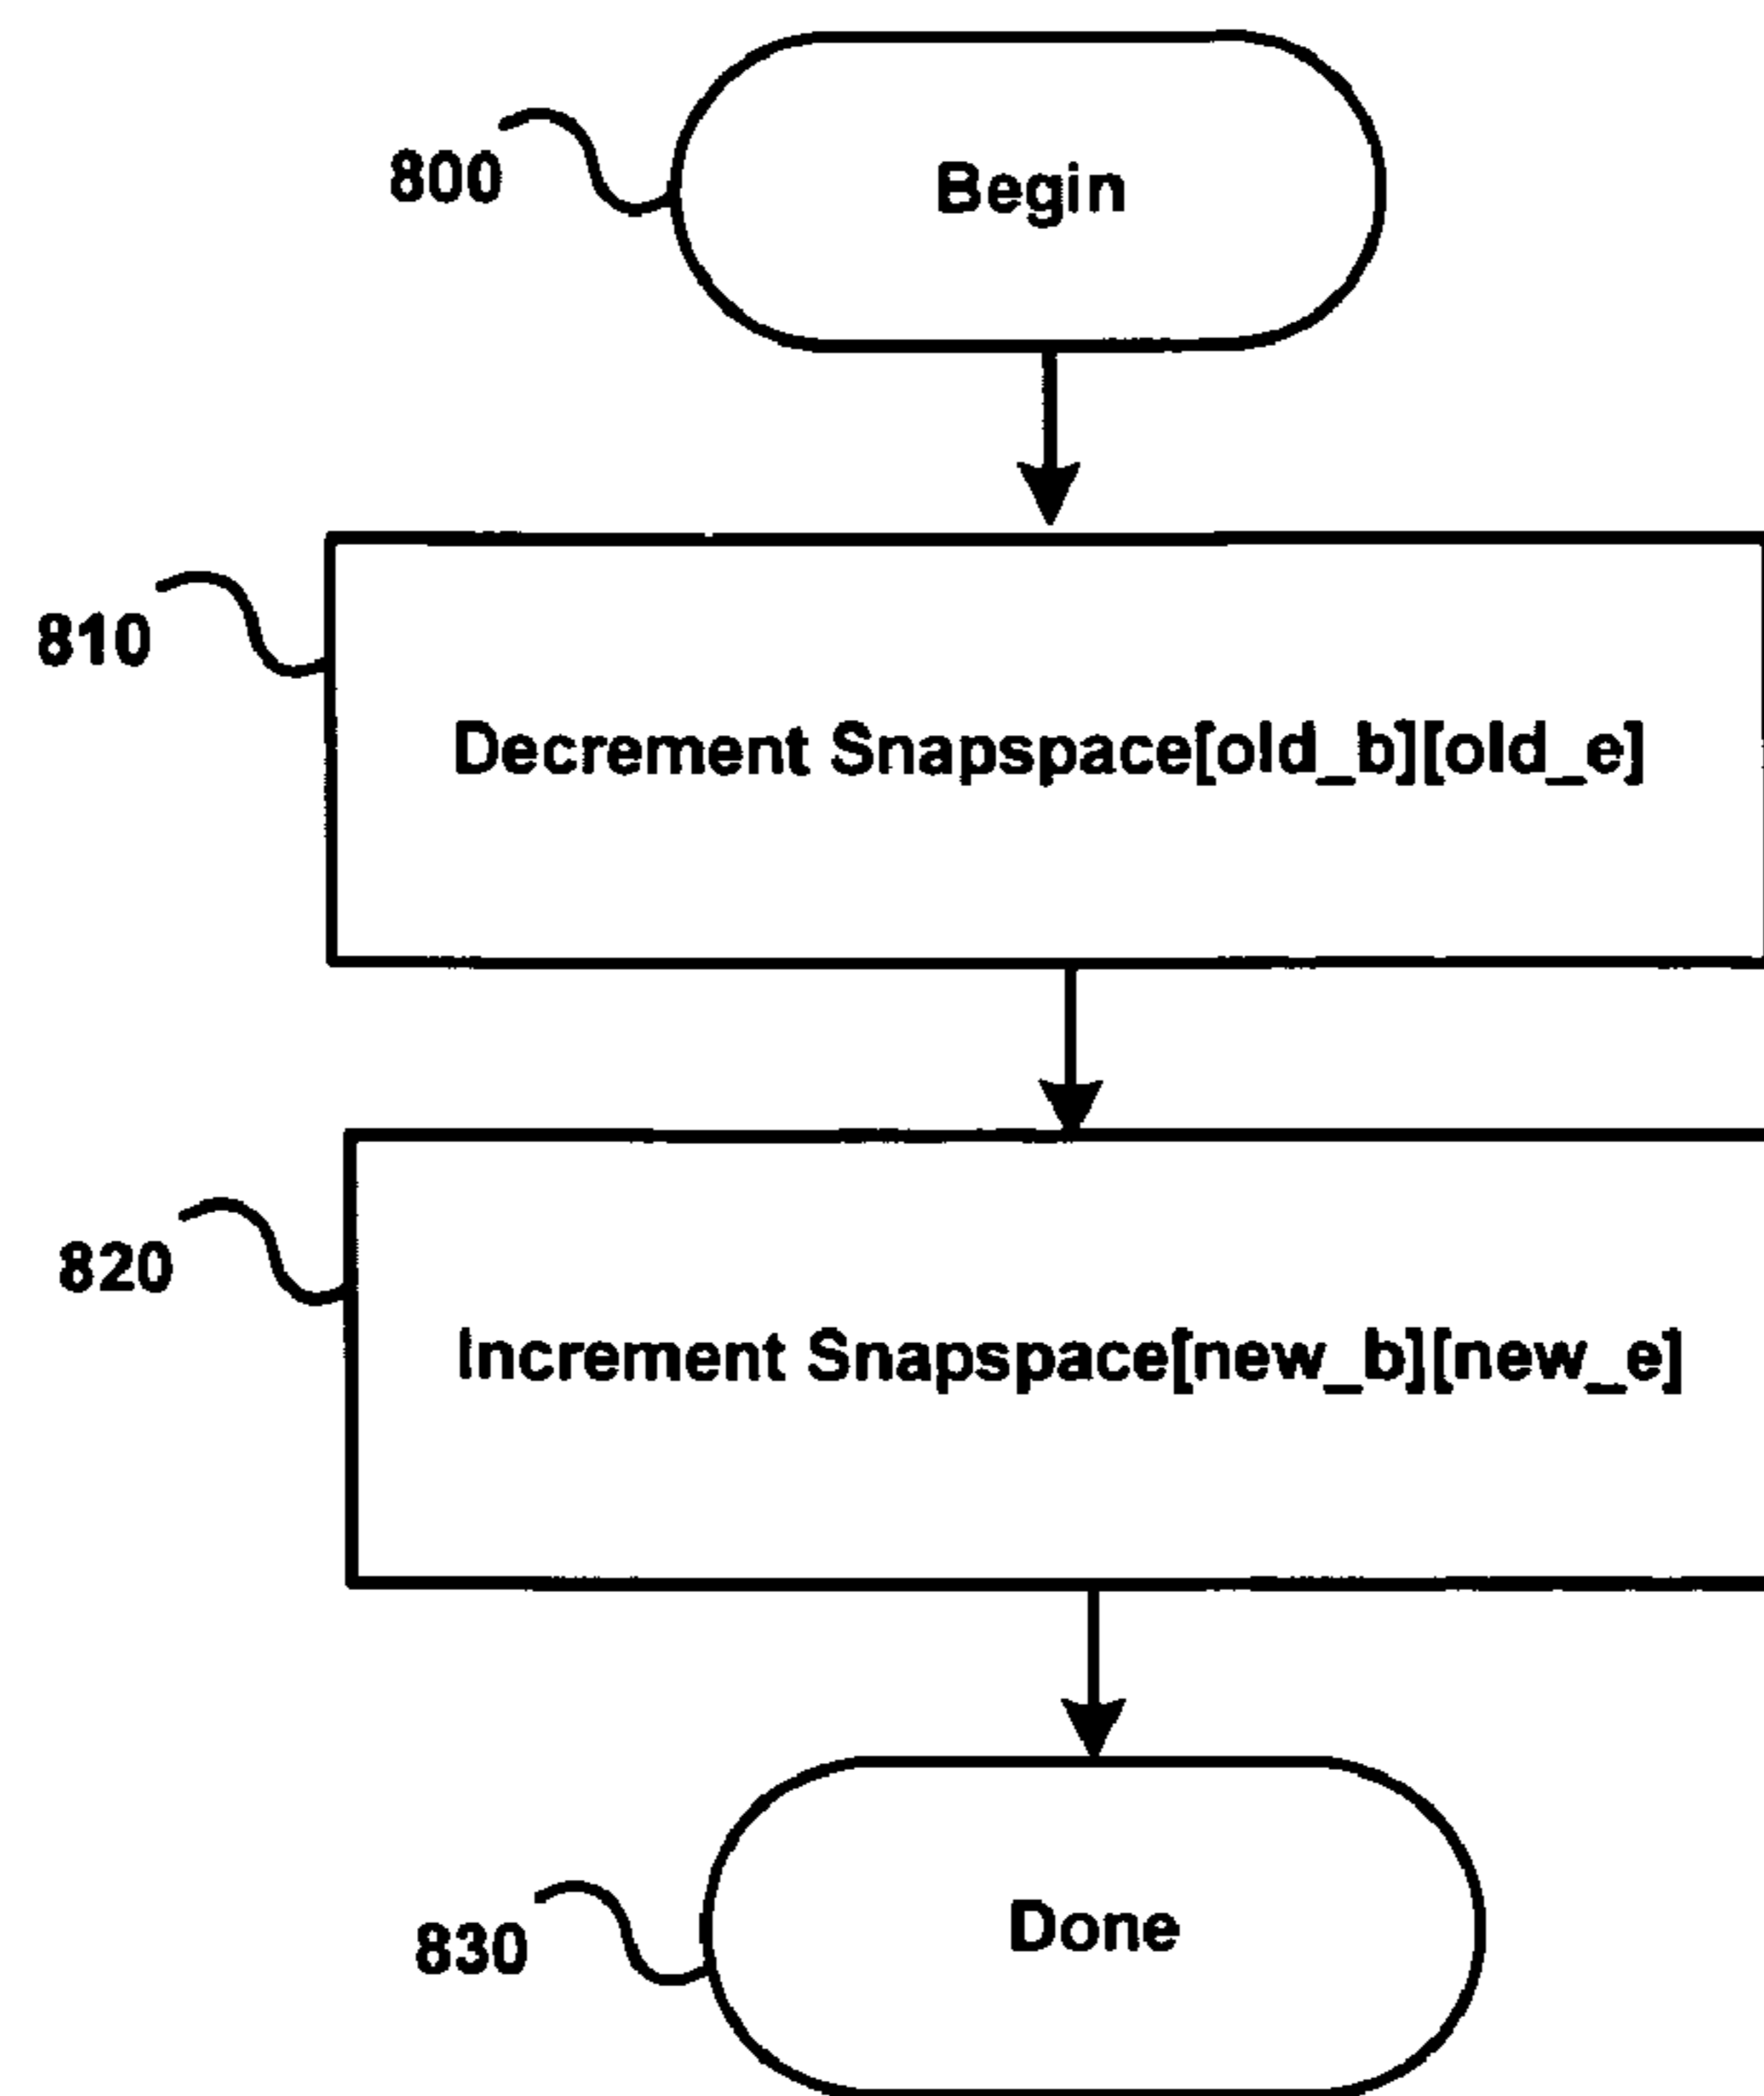 800
Begin
810
Decrement Snapspace[old_b][old_e]
820
Increment Snapspace[new_b][new_e]
830
Done